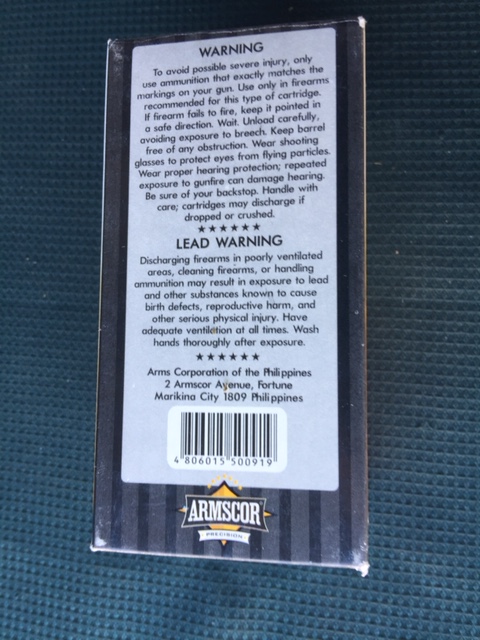 WARNING
To avoid possible severe injury, only
use ammunition that exactly matches the
markings on your gun. Use only in firearms
recommended for this type of cartridge.
If firearm fails to fire, keep it pointed in
a safe direction. Wait. Unload carefully,
avoiding exposure to breech. Keep barrel
free of any obstruction. Wear shooting
glasses to protect eyes from flying particles.
Wear proper hearing protection; repeated
exposure to gunfire can damage hearing.
Be sure of your backstop. Handle with
care; cartridges may discharge if
dropped or crushed.
★★★★★★
LEAD WARNING
Discharging firearms in poorly ventilated
areas, cleaning firearms, or handling
ammunition may result in exposure to lead
and other substances known to cause
birth defects, reproductive harm, and
other serious physical injury. Have
adequate ventilation at all times. Wash
hands thoroughly after exposure.
★★★★★★
Arms Corporation of the Philippines
2 Armscor Avenue, Fortune
Marikina City 1809 Philippines
4 806015 500919
ARMSCOR
PRECISION